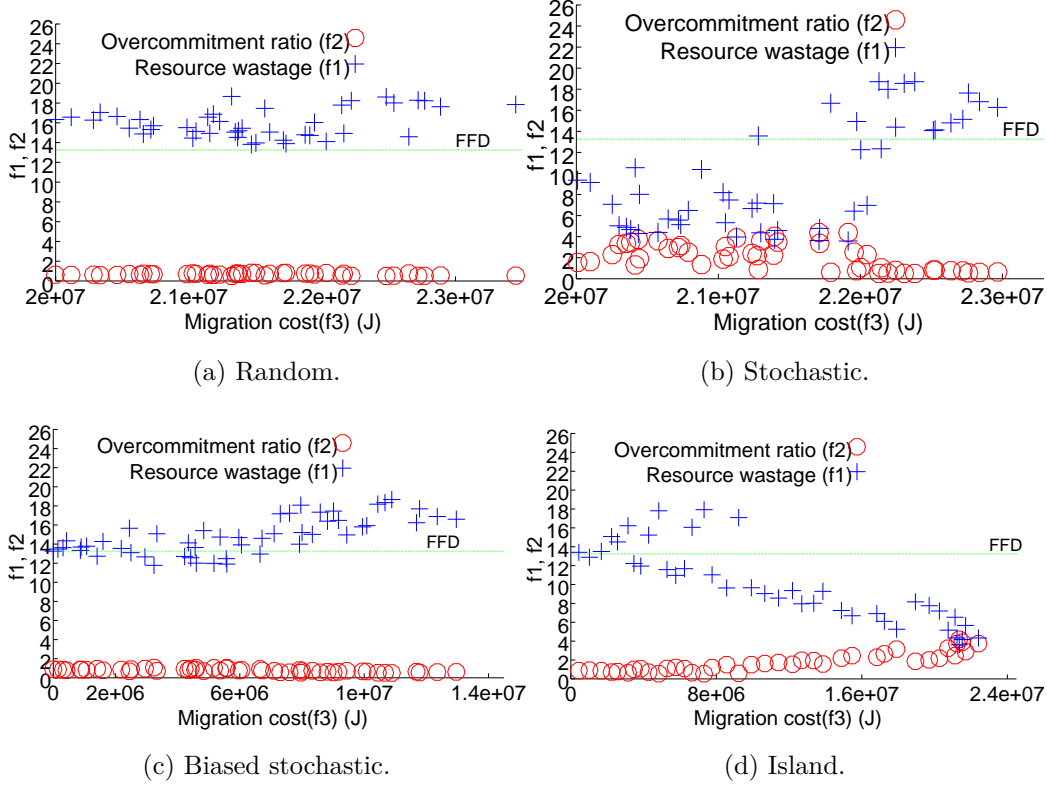 26
24
22
20
18
16
14
12
10
8
6
4
2
0
f1, f2
Overcommitment ratio (f2)
Resource wastage (f1)
FFD
2e+07 2.1e+07 2.2e+07 2.3e+07
Migration cost(f3) (J)
(a) Random.
26
24
22
20
18
16
14
12
10
8
6
4
2
0
f1, f2
Overcommitment ratio (f2)
Resource wastage (f1)
FFD
2e+07 2.1e+07 2.2e+07 2.3e+07
Migration cost(f3) (J)
(b) Stochastic.
26
24
22
20
18
16
14
12
10
8
6
4
2
0
f1, f2
Overcommitment ratio (f2)
Resource wastage (f1)
FFD
0 2e+06 6e+06 1e+07 1.4e+07
Migration cost(f3) (J)
(c) Biased stochastic.
26
24
22
20
18
16
14
12
10
8
6
4
2
0
f1, f2
Overcommitment ratio (f2)
Resource wastage (f1)
FFD
0 8e+06 16e+07 2.4e+07
Migration cost(f3) (J)
(d) Island.